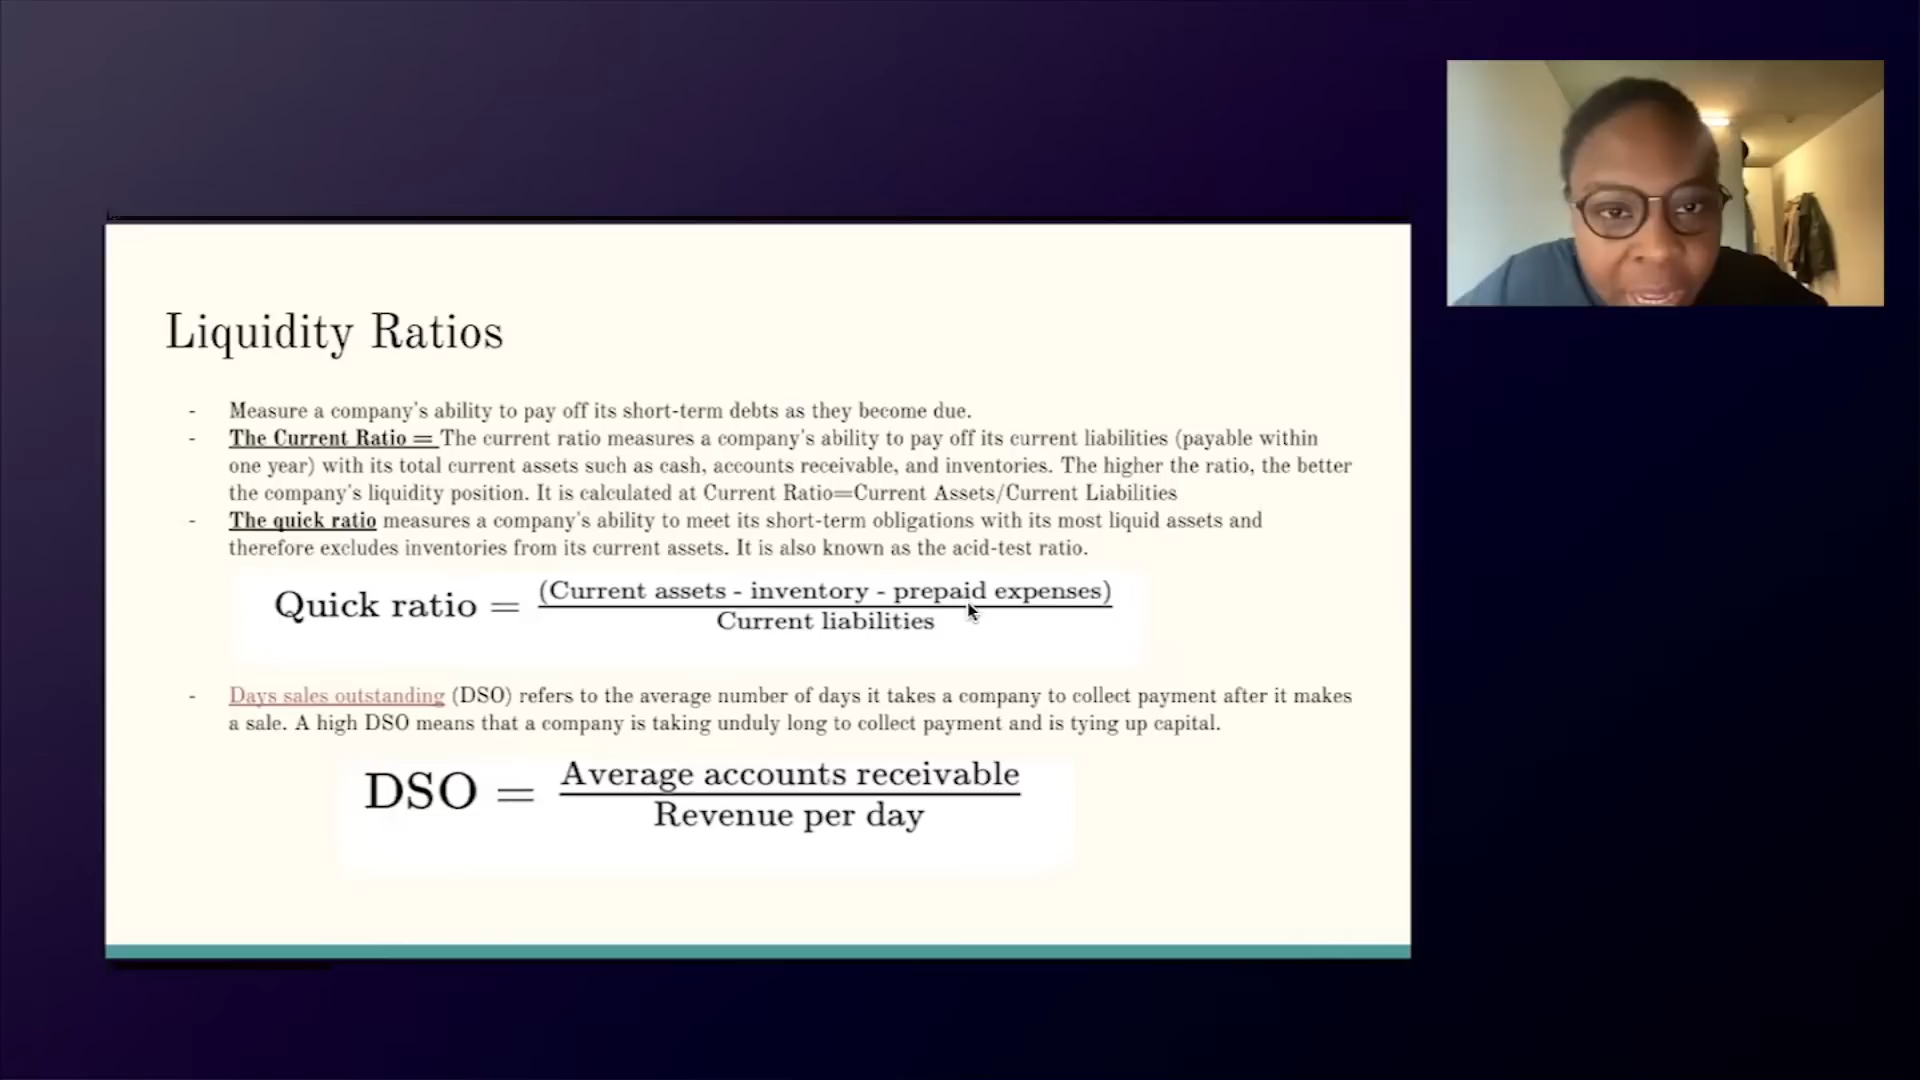 Liquidity Ratios
- Measure a company's ability to pay off its short-term debts as they become due.
- The Current Ratio = The current ratio measures a company's ability to pay off its current liabilities (payable within
one year) with its total current assets such as cash, accounts receivable, and inventories. The higher the ratio, the better
the company's liquidity position. It is calculated at Current Ratio=Current Assets/Current Liabilities
- The quick ratio measures a company's ability to meet its short-term obligations with its most liquid assets and
therefore excludes inventories from its current assets. It is also known as the acid-test ratio.
Quick ratio = (Current assets - inventory - prepaid expenses)
Current liabilities
- Days sales outstanding (DSO) refers to the average number of days it takes a company to collect payment after it makes
a sale. A high DSO means that a company is taking unduly long to collect payment and is tying up capital.
DSO = Average accounts receivable
Revenue per day